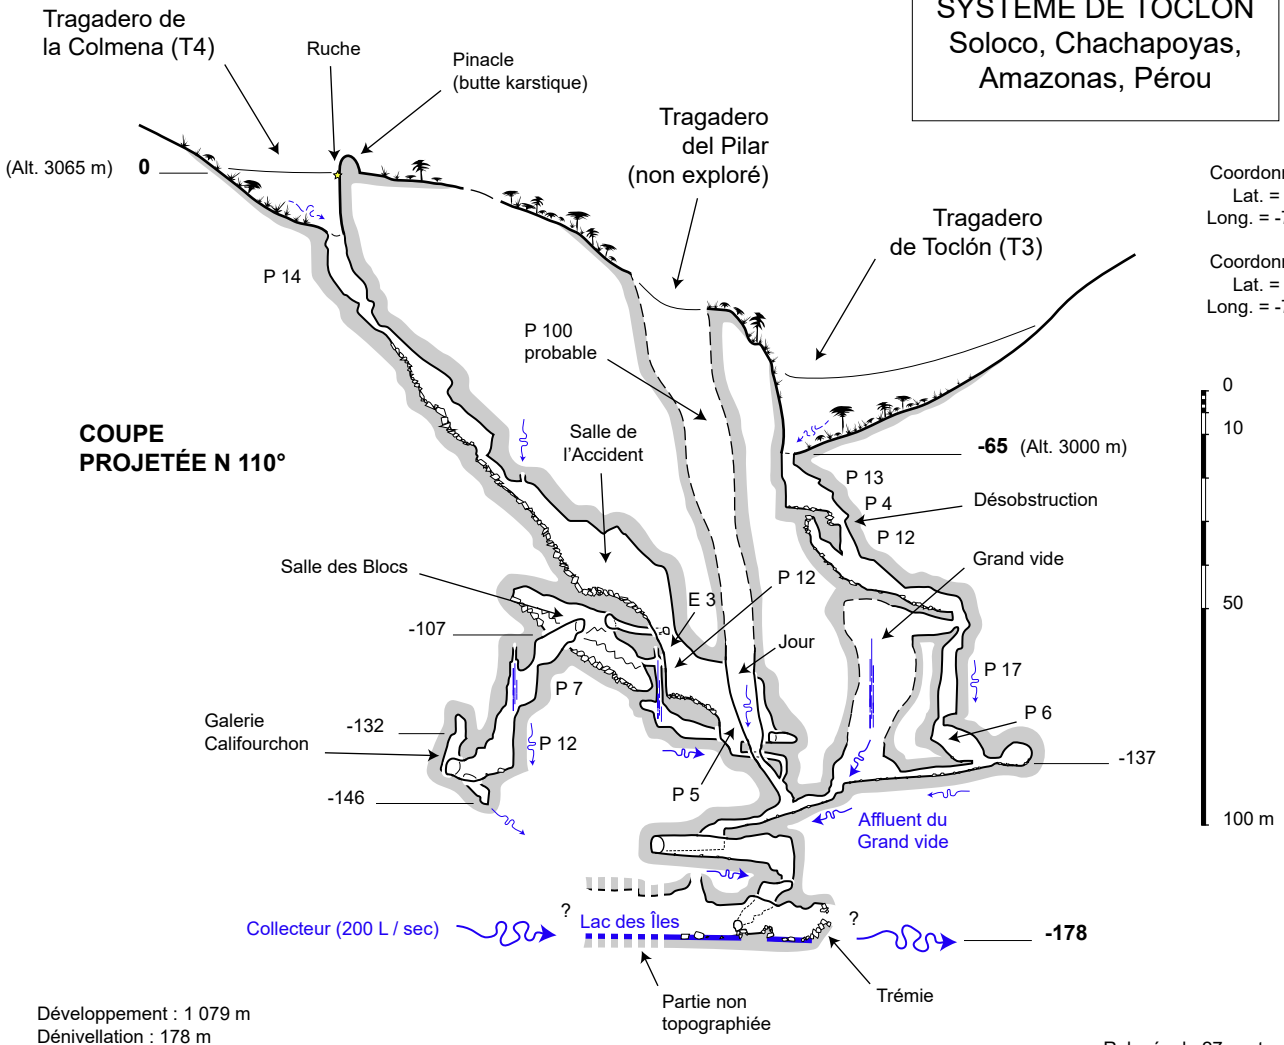 SYSTÈME DE TOCLÓN
Soloco, Chachapoyas,
Amazonas, Pérou
Tragadero de
la Colmena (T4)
Ruche
Pinacle
(butte karstique)
Tragadero
del Pilar
(non exploré)
Tragadero
de Toclón (T3)
(Alt. 3065 m) 0
Lat. =
Lat. =
P 14
P 100
probable
COUPE
PROJETÉE N 110°
Salle de
l'Accident
-65 (Alt. 3000 m)
P 13
P 4
Désobstruction
P 12
Grand vide
0
10
50
100 m
Salle des Blocs
P 12
E 3
-107
Jour
P 7
P 17
Galerie
Califourchon
-132
P 12
P 6
-137
-146
P 5
Affluent du
Grand vide
?
Lac des Îles
?
Collecteur (200 L / sec)
-178
Partie non
topographiée
Trémie
Développement : 1 079 m
Dénivellation : 178 m